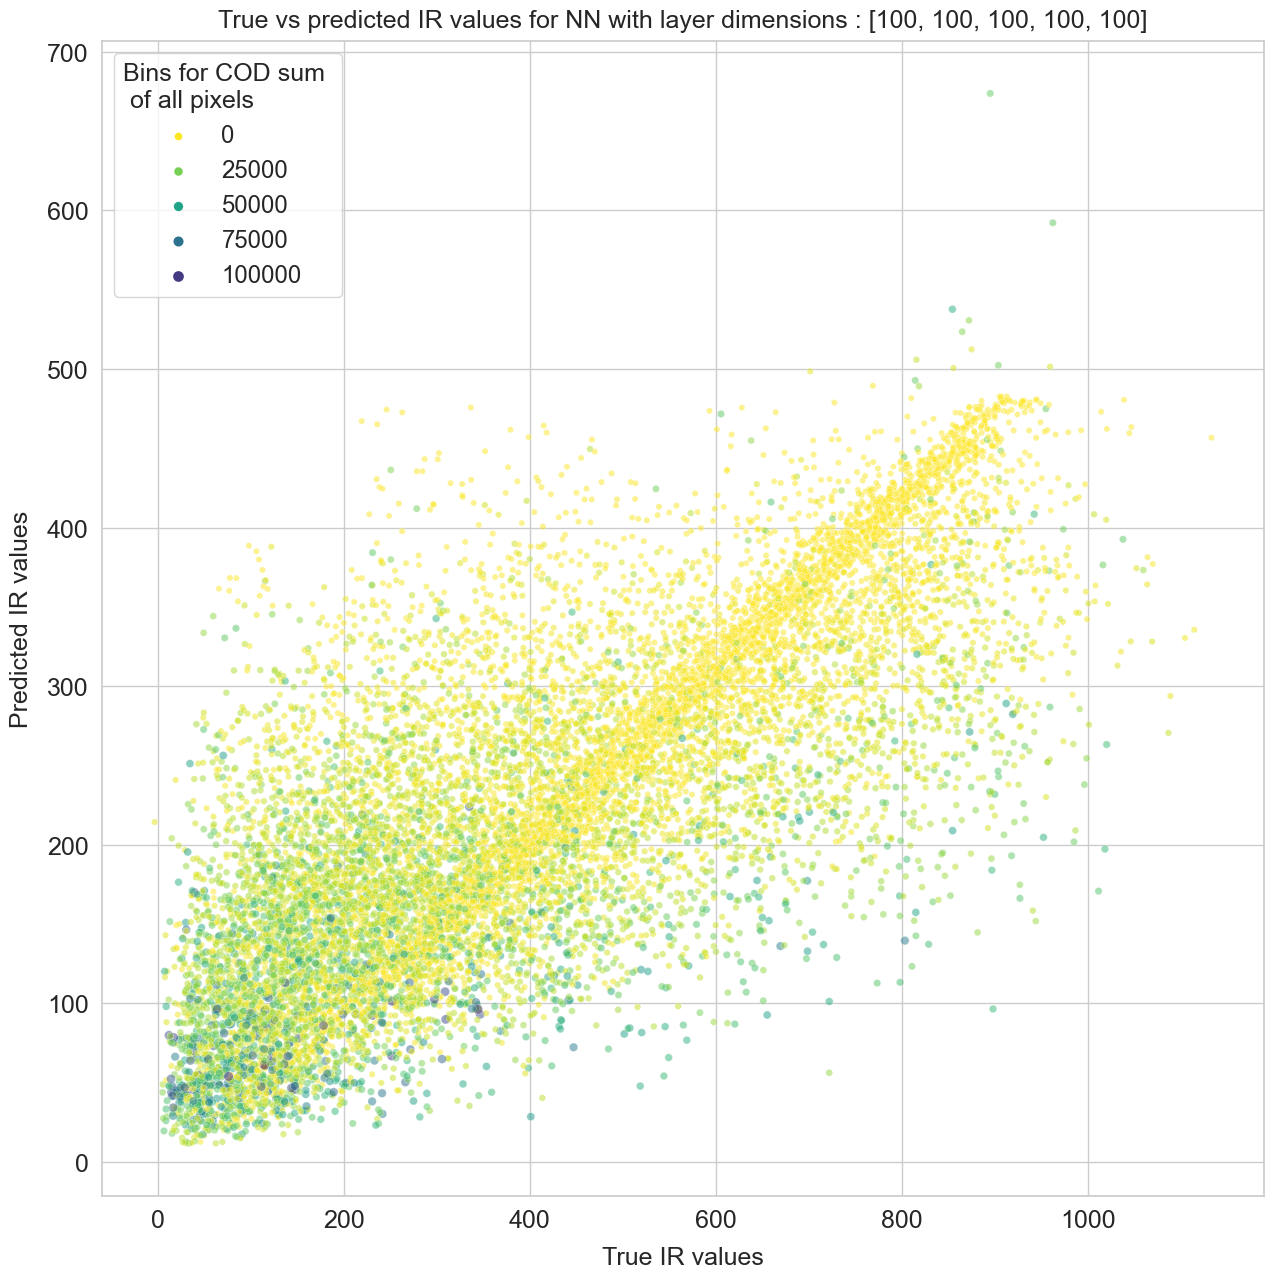 True vs predicted IR values for NN with layer dimensions : [100, 100, 100, 100, 100]
Bins for COD sum
of all pixels
0
25000
50000
75000
100000
700
600
500
400
300
200
100
0
Predicted IR values
0 200 400 600 800 1000
True IR values